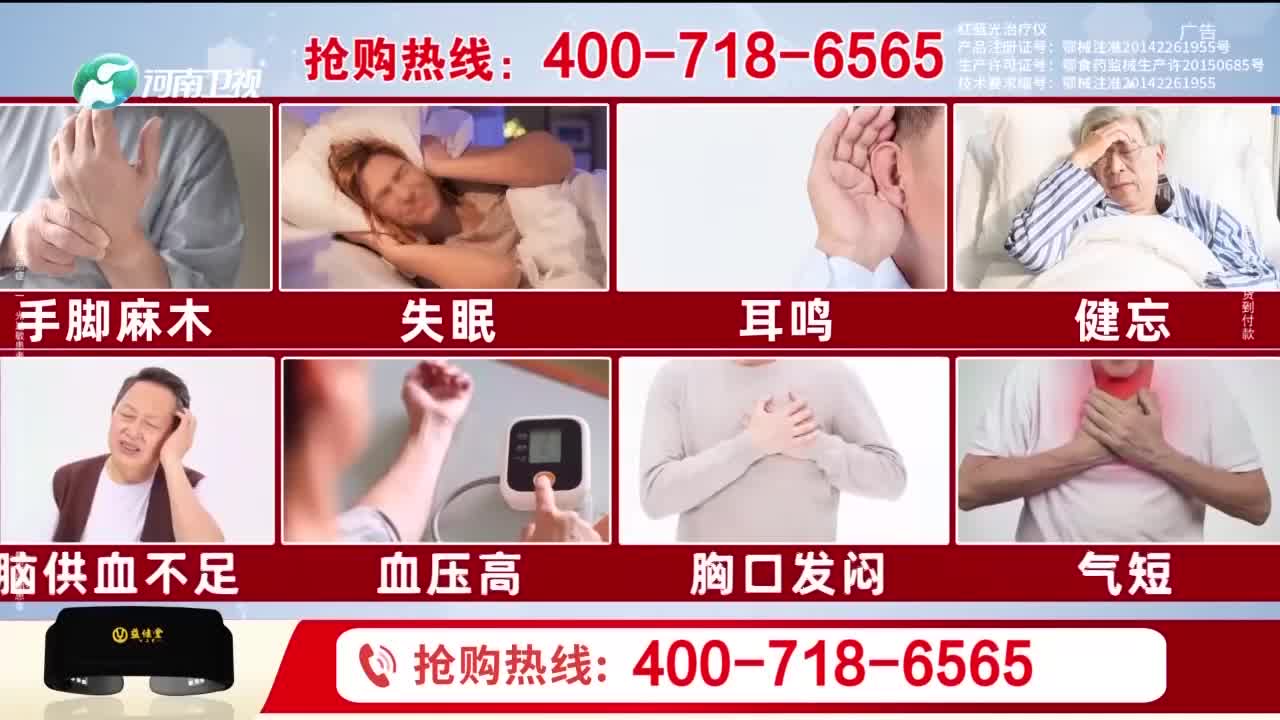 抢购热线：400-718-6565
红蓝光治疗仪
广告
产品注册证号：鄂械注准20142261955号
生产许可证号：鄂食药监械生产许20150685号
技术要求编号：鄂械注准20142261955
河南卫视
手脚麻木
失眠
耳鸣
健忘
货到付款
脑供血不足
血压高
胸口发闷
气短
益佳堂
抢购热线：400-718-6565